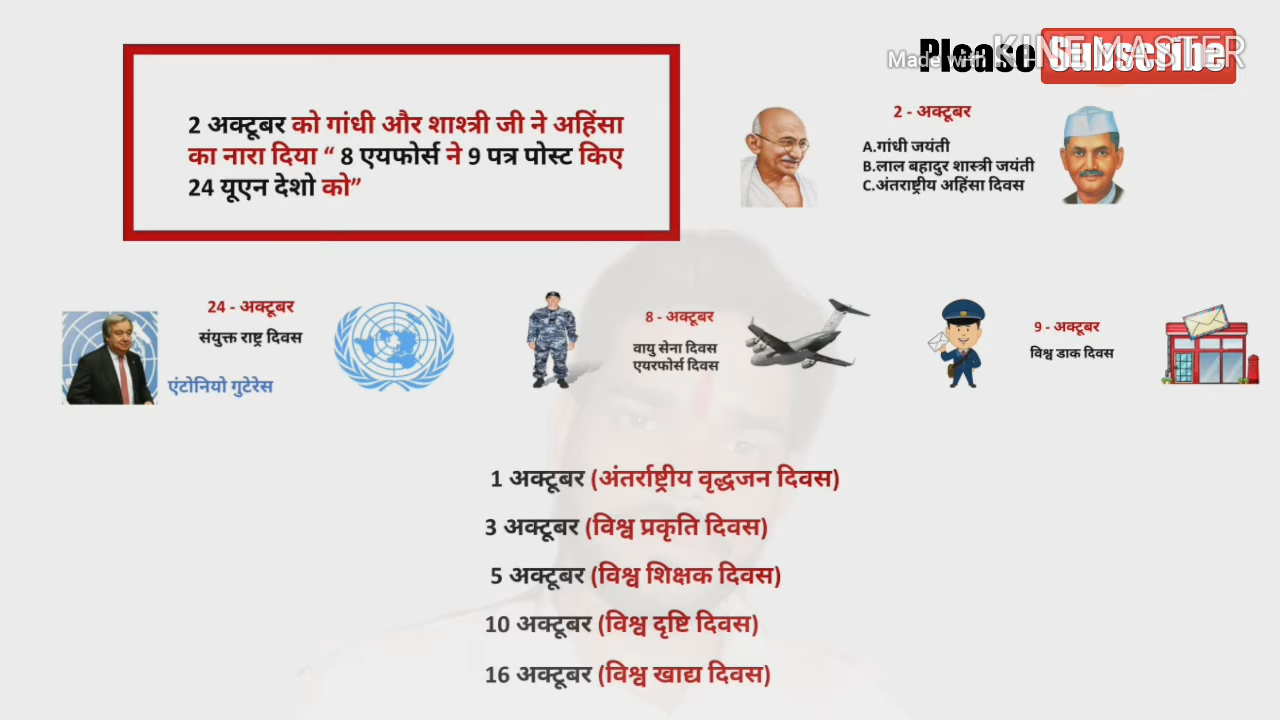 Please Subscribe
Made with KINEMASTER
2 अक्टूबर को गांधी और शाश्त्री जी ने अहिंसा
का नारा दिया “ 8 एयफोर्स ने 9 पत्र पोस्ट किए
24 यूएन देशो को”
2 - अक्टूबर
A.गांधी जयंती
B.लाल बहादुर शास्त्री जयंती
C.अंतराष्ट्रीय अहिंसा दिवस
24 - अक्टूबर
संयुक्त राष्ट्र दिवस
एंटोनियो गुटेरेस
8 - अक्टूबर
वायु सेना दिवस
एयरफोर्स दिवस
9 - अक्टूबर
विश्व डाक दिवस
1 अक्टूबर (अंतर्राष्ट्रीय वृद्धजन दिवस)
3 अक्टूबर (विश्व प्रकृति दिवस)
5 अक्टूबर (विश्व शिक्षक दिवस)
10 अक्टूबर (विश्व दृष्टि दिवस)
16 अक्टूबर (विश्व खाद्य दिवस)